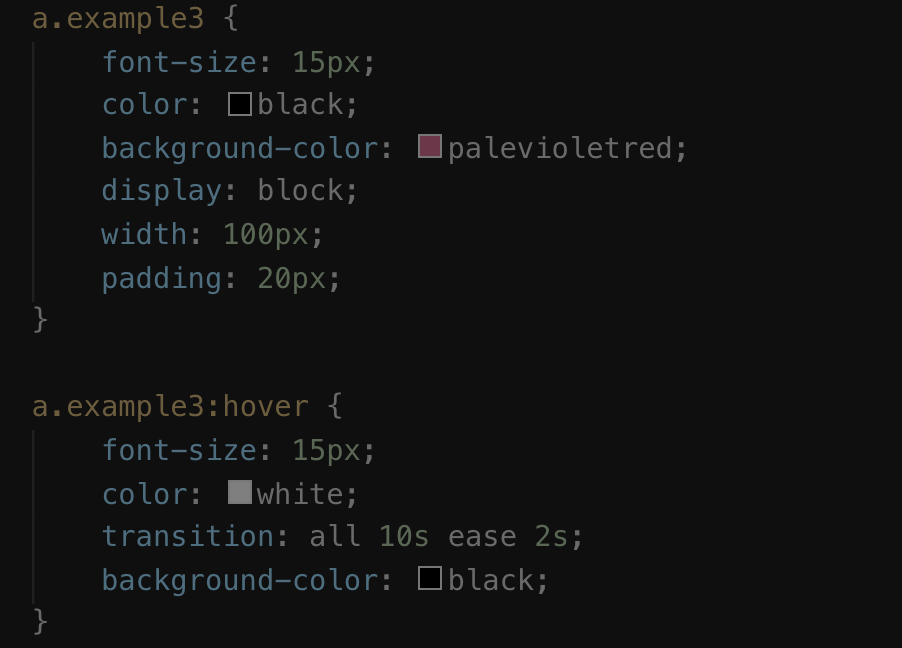 a.example3 {
font-size: 15px;
color: black;
background-color: palevioletred;
display: block;
width: 100px;
padding: 20px;
}
a.example3:hover {
font-size: 15px;
color: white;
transition: all 10s ease 2s;
background-color: black;
}